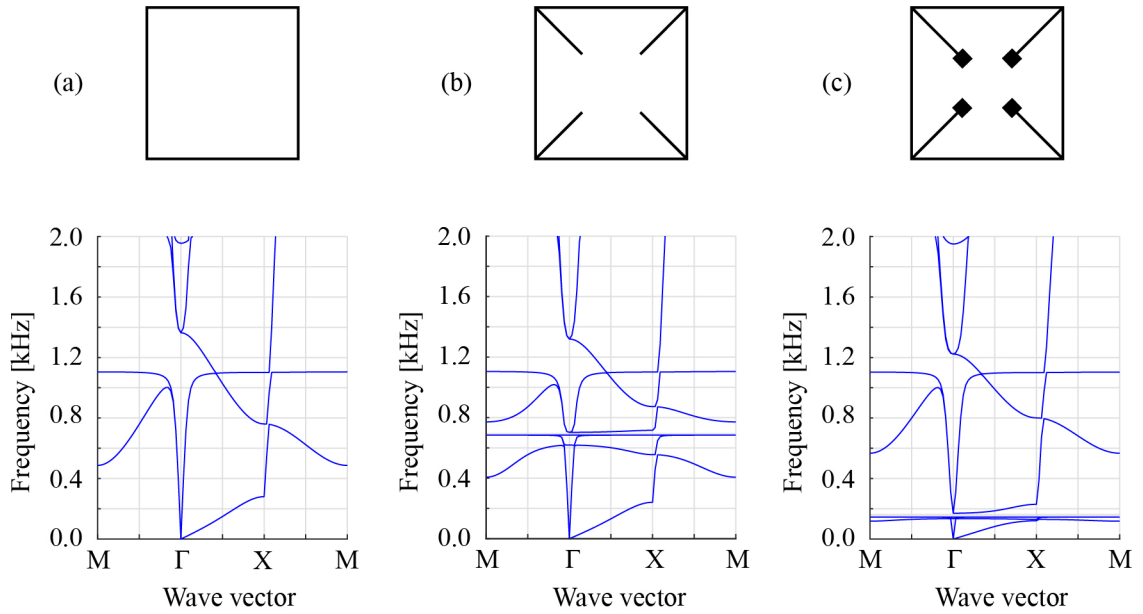 (a)
(b)
(c)
Frequency [kHz]
2.0
1.6
1.2
0.8
0.4
0.0
M Γ X M
Wave vector
Frequency [kHz]
2.0
1.6
1.2
0.8
0.4
0.0
M Γ X M
Wave vector
Frequency [kHz]
2.0
1.6
1.2
0.8
0.4
0.0
M Γ X M
Wave vector